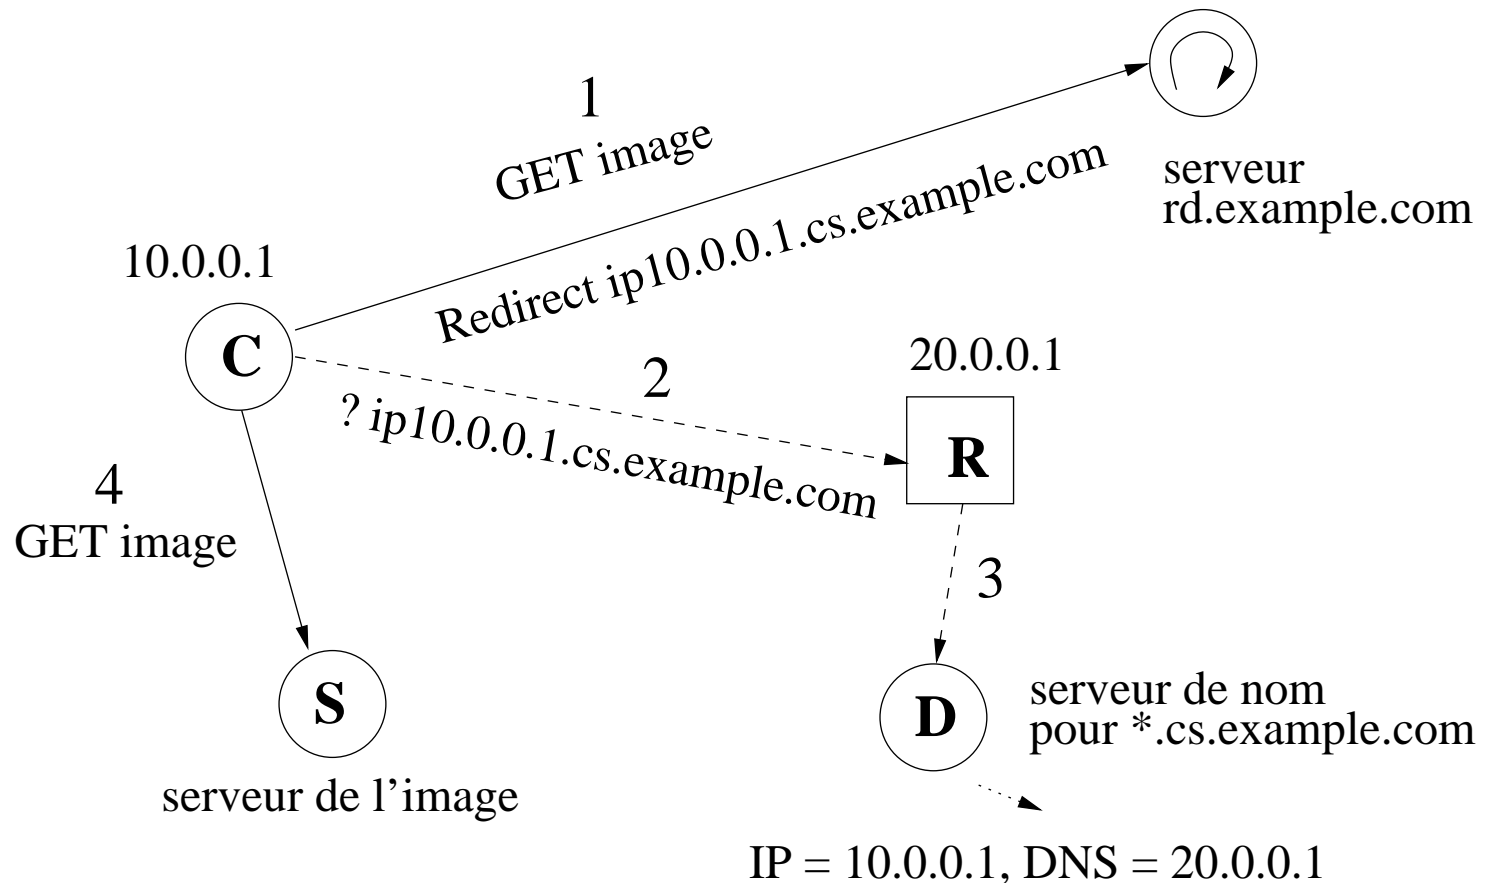 1
GET image
Redirect ip10.0.0.1.cs.example.com
serveur
rd.example.com
10.0.0.1
C
2
? ip10.0.0.1.cs.example.com
20.0.0.1
R
4
GET image
3
S
serveur de l’image
D
serveur de nom
pour *.cs.example.com
IP = 10.0.0.1, DNS = 20.0.0.1